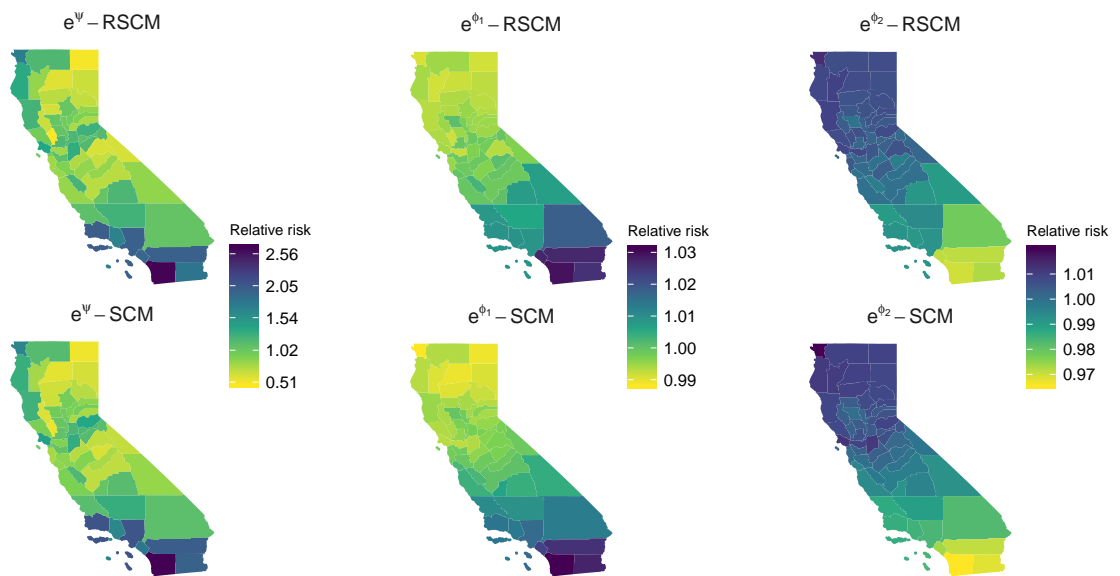 e^ψ – RSCM
e^ϕ1 – RSCM
e^ϕ2 – RSCM
Relative risk
2.56
2.05
1.54
1.02
0.51
Relative risk
1.03
1.02
1.01
1.00
0.99
Relative risk
1.01
1.00
0.99
0.98
0.97
e^ψ – SCM
e^ϕ1 – SCM
e^ϕ2 – SCM